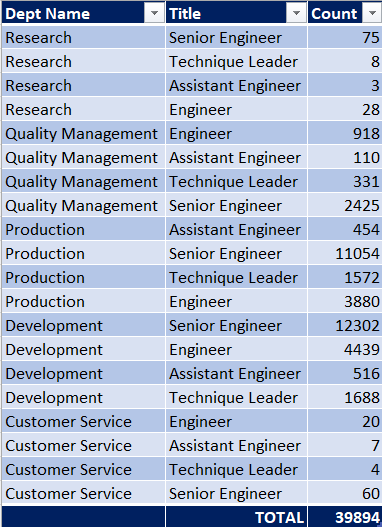 Dept Name Title Count
Research Senior Engineer 75
Research Technique Leader 8
Research Assistant Engineer 3
Research Engineer 28
Quality Management Engineer 918
Quality Management Assistant Engineer 110
Quality Management Technique Leader 331
Quality Management Senior Engineer 2425
Production Assistant Engineer 454
Production Senior Engineer 11054
Production Technique Leader 1572
Production Engineer 3880
Development Senior Engineer 12302
Development Engineer 4439
Development Assistant Engineer 516
Development Technique Leader 1688
Customer Service Engineer 20
Customer Service Assistant Engineer 7
Customer Service Technique Leader 4
Customer Service Senior Engineer 60
TOTAL 39894